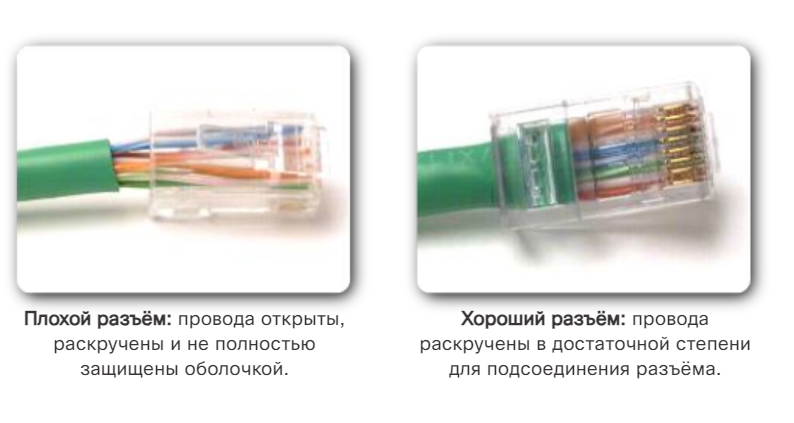 Плохой разъём: провода открыты,
раскручены и не полностью
защищены оболочкой.
Хороший разъём: провода
раскручены в достаточной степени
для подсоединения разъёма.